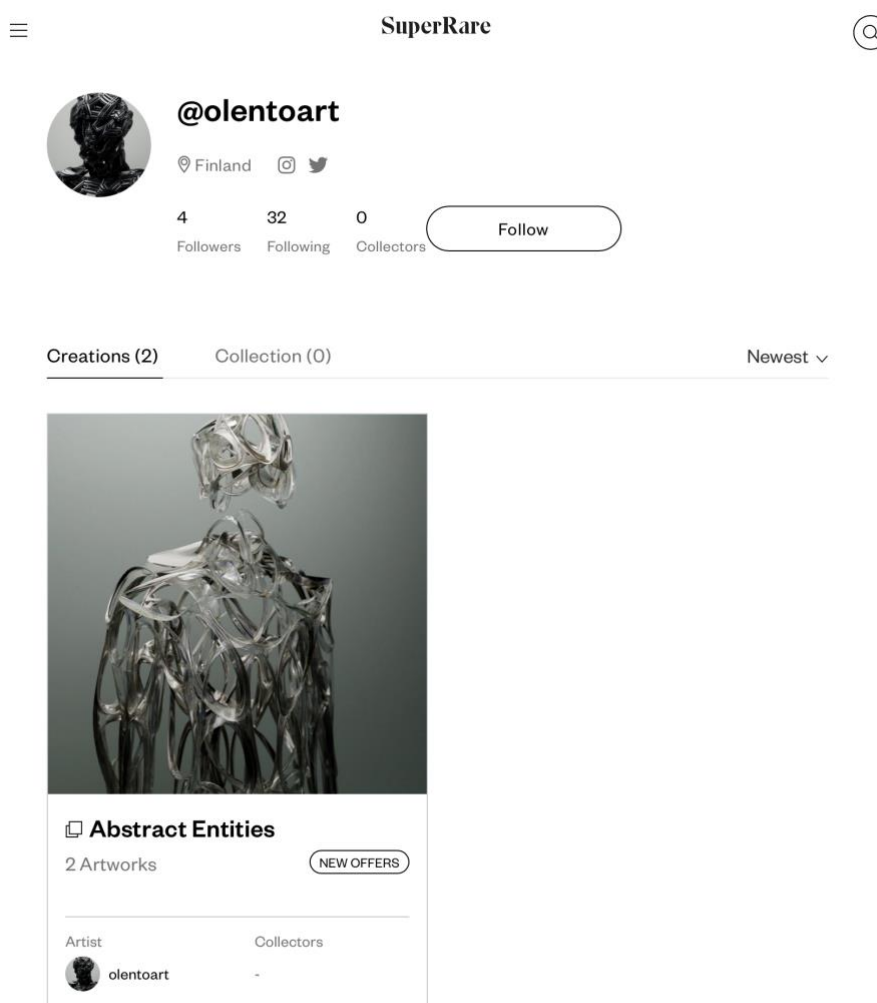 SuperRare
@olentoart
Finland
4 32 0
Followers Following Collectors
Follow
Creations (2) Collection (0) Newest
Abstract Entities
2 Artworks NEW OFFERS
Artist Collectors
olentoart -